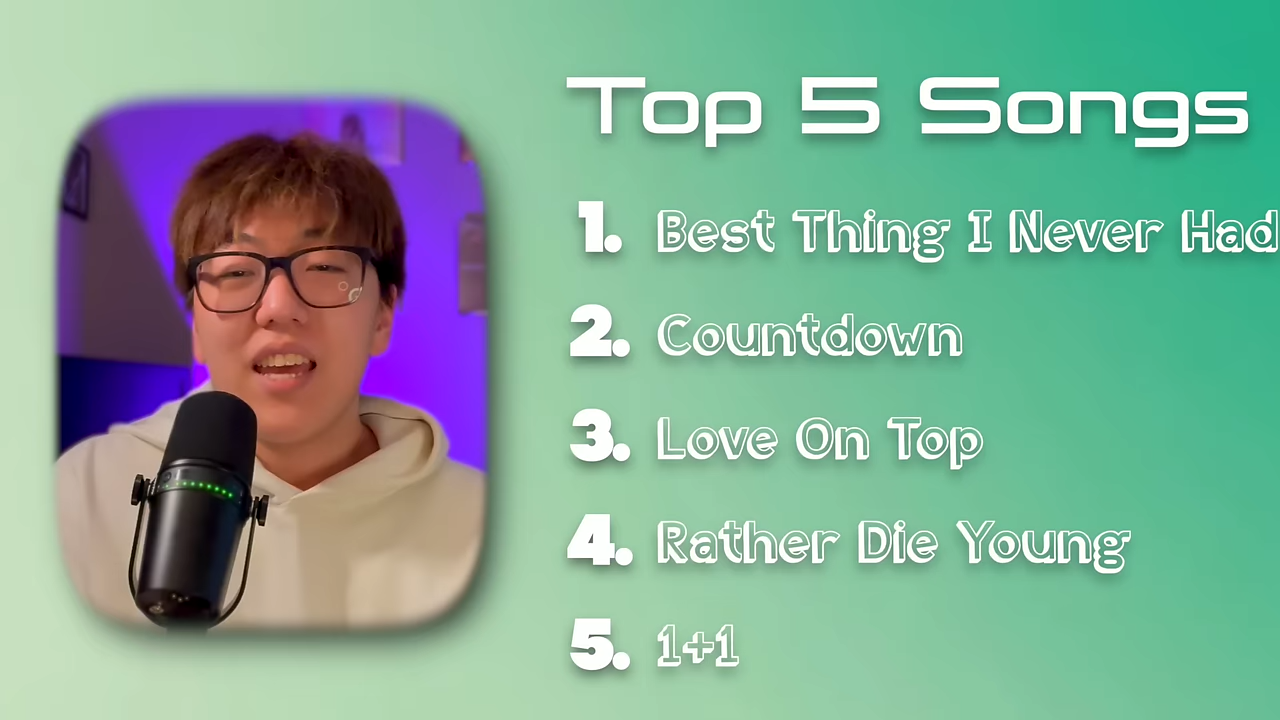 Top 5 Songs
1. Best Thing I Never Had
2. Countdown
3. Love On Top
4. Rather Die Young
5. 1+1